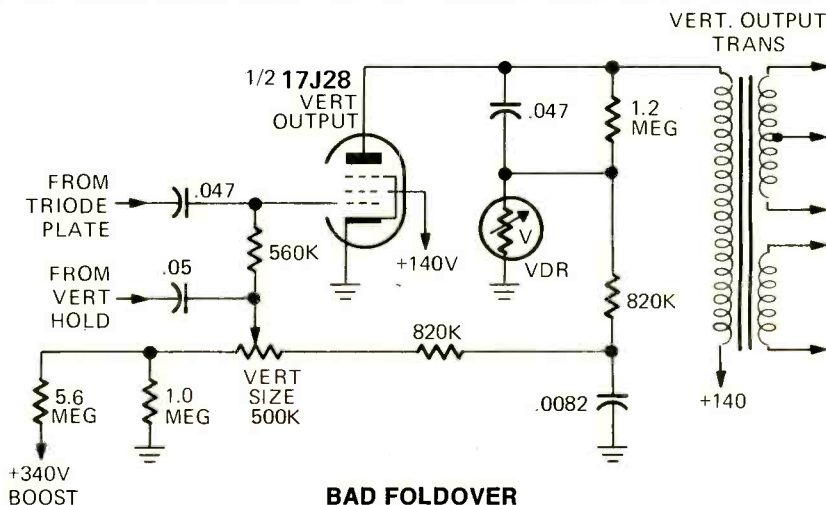 VERT. OUTPUT
TRANS
1/2 17J28
VERT
OUTPUT
.047
1.2
MEG
FROM
TRIODE
PLATE
.047
560K
+140V
V
VDR
FROM
VERT
HOLD
.05
820K
820K
VERT
SIZE
500K
5.6
MEG
1.0
MEG
.0082
+140
+340V
BOOST
BAD FOLDOVER